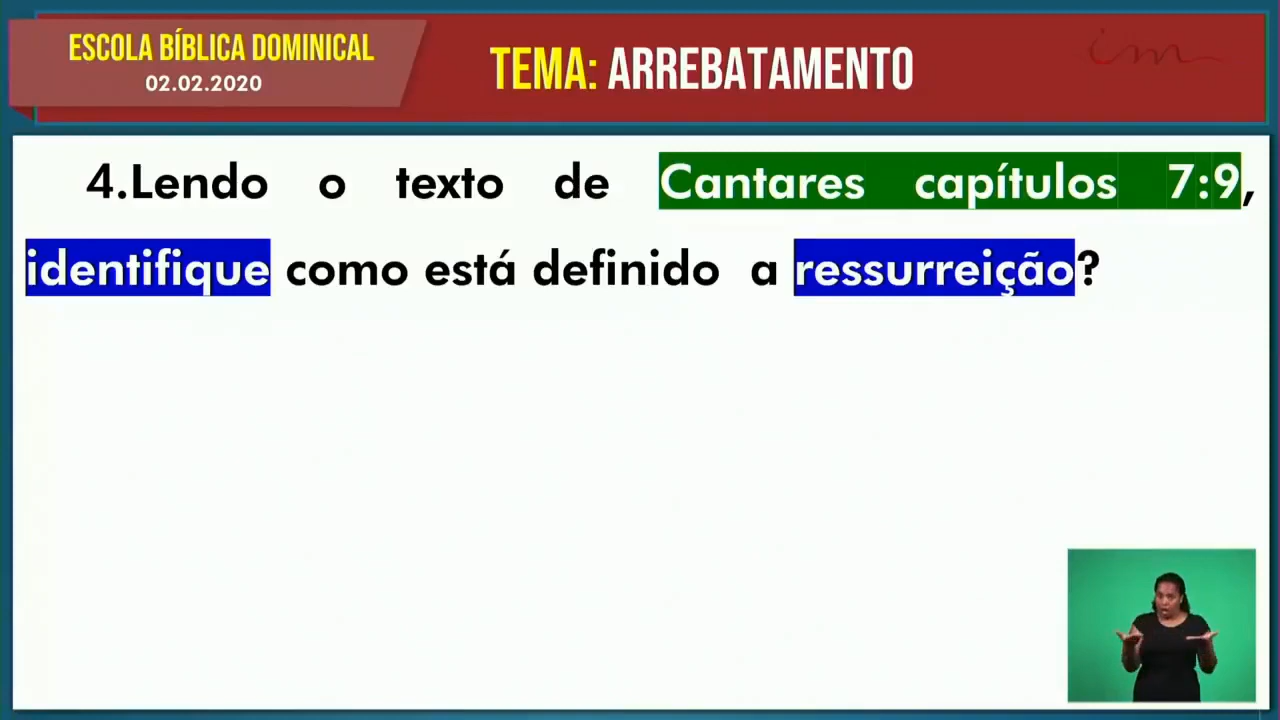 ESCOLA BÍBLICA DOMINICAL
02.02.2020
TEMA: ARREBATAMENTO
im
4.Lendo o texto de Cantares capítulos 7:9,
identifique como está definido a ressurreição?